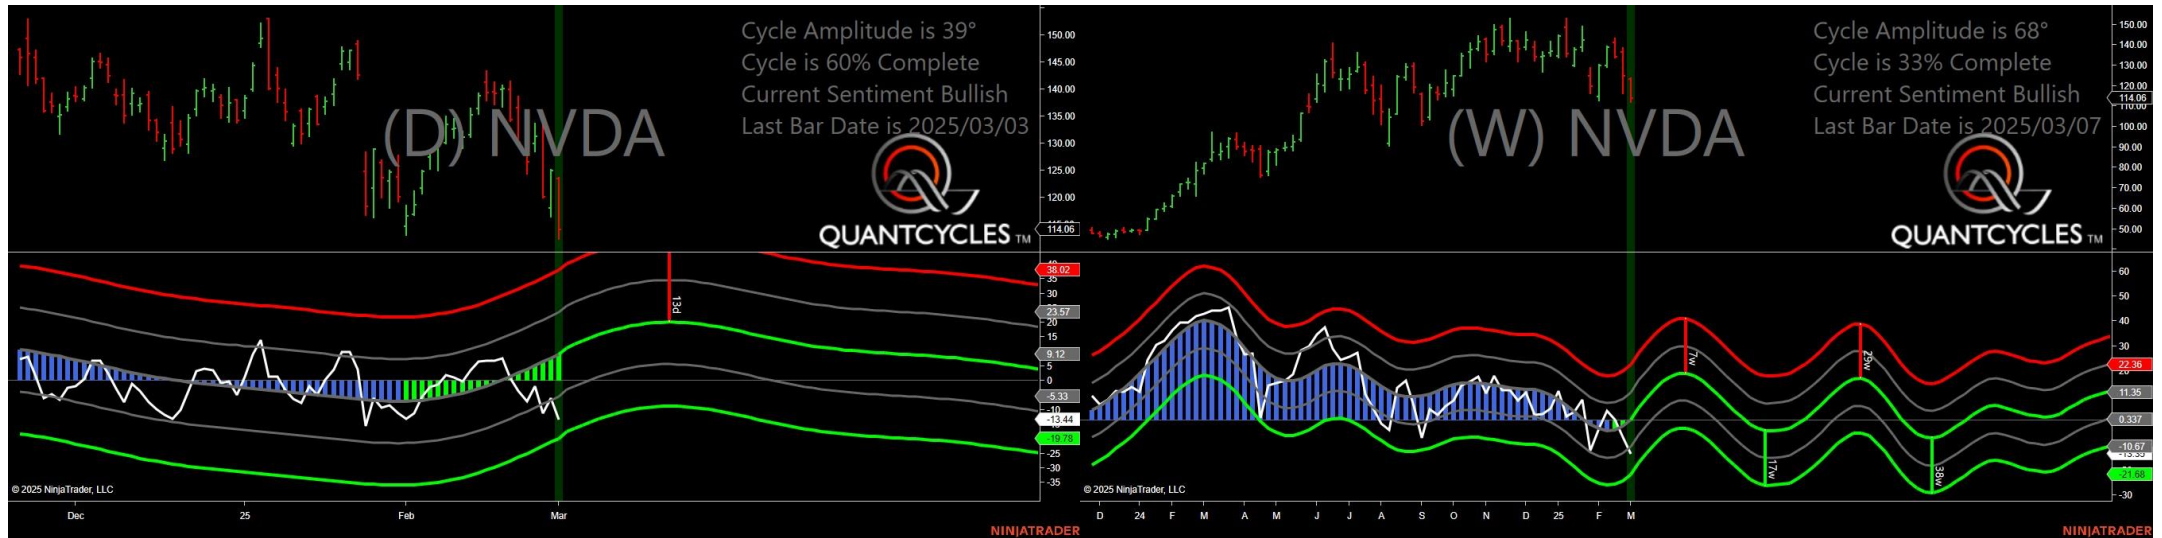 Cycle Amplitude is 39°
Cycle is 60% Complete
Current Sentiment Bullish
Last Bar Date is 2025/03/03
(D) NVDA
QUANTCYCLES TM
150.00
145.00
140.00
135.00
130.00
125.00
120.00
114.06
38.02
35
30
23.57
20
15
9.12
5
0
-5.33
-10
-13.44
-19.78
-25
-30
-35
13d
© 2025 NinjaTrader, LLC
Dec
25
Feb
Mar
NINJATRADER
Cycle Amplitude is 68°
Cycle is 33% Complete
Current Sentiment Bullish
Last Bar Date is 2025/03/07
(W) NVDA
QUANTCYCLES TM
150.00
140.00
130.00
120.00
114.06
110.00
100.00
90.00
80.00
70.00
60.00
50.00
60
50
40
30
22.36
11.35
0.337
-10.67
-21.68
-30
7w
17w
29w
38w
© 2025 NinjaTrader, LLC
D 24 F M A M J J A S O N D 25 F M
NINJATRADER